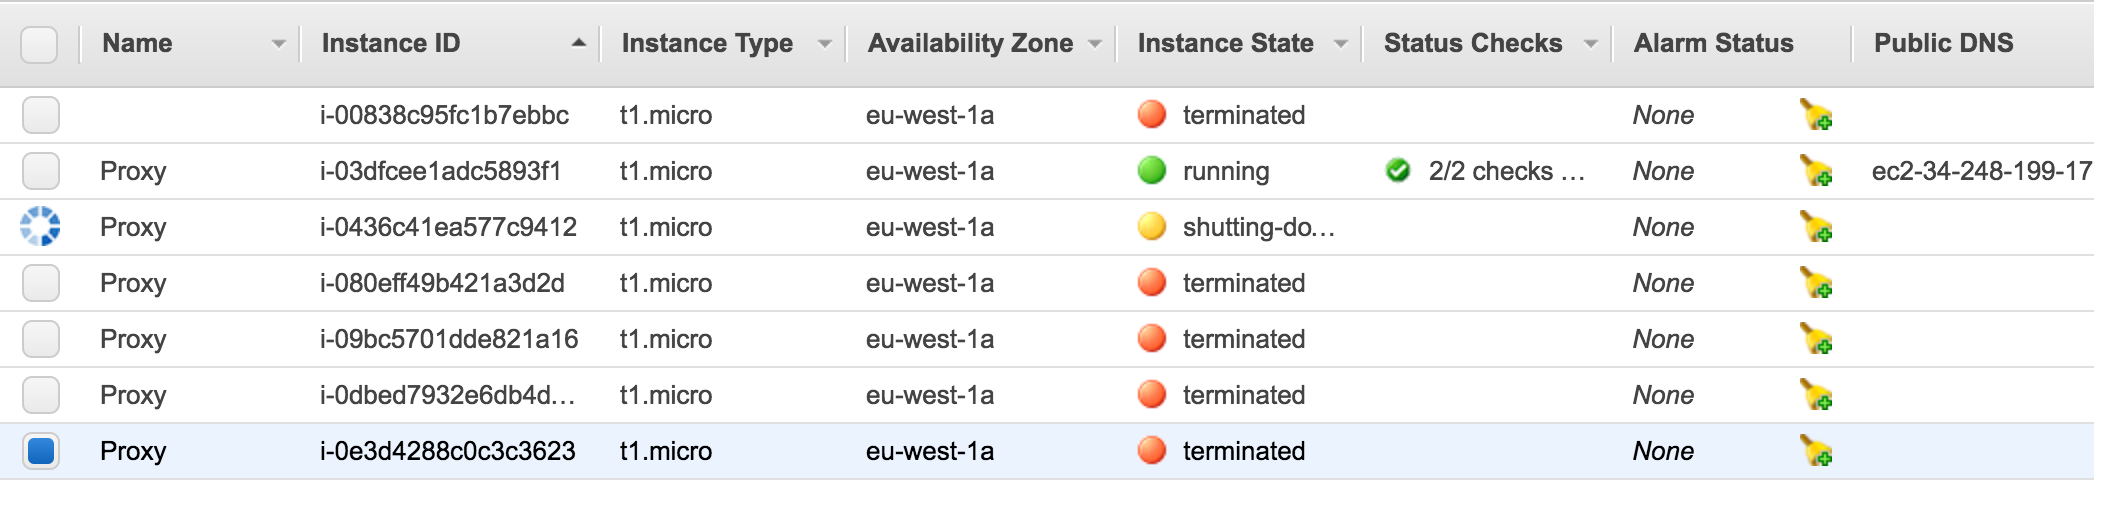 Name Instance ID Instance Type Availability Zone Instance State Status Checks Alarm Status Public DNS
i-00838c95fc1b7ebbc t1.micro eu-west-1a terminated None
Proxy i-03dfcee1adc5893f1 t1.micro eu-west-1a running 2/2 checks ... None ec2-34-248-199-17
Proxy i-0436c41ea577c9412 t1.micro eu-west-1a shutting-do... None
Proxy i-080eff49b421a3d2d t1.micro eu-west-1a terminated None
Proxy i-09bc5701dde821a16 t1.micro eu-west-1a terminated None
Proxy i-0dbed7932e6db4d... t1.micro eu-west-1a terminated None
Proxy i-0e3d4288c0c3c3623 t1.micro eu-west-1a terminated None